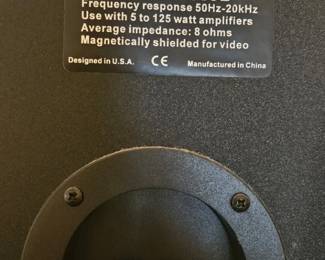 Frequency response 50Hz-20kHz
Use with 5 to 125 watt amplifiers
Average impedance: 8 ohms
Magnetically shielded for video
Designed in U.S.A. CE Manufactured in China